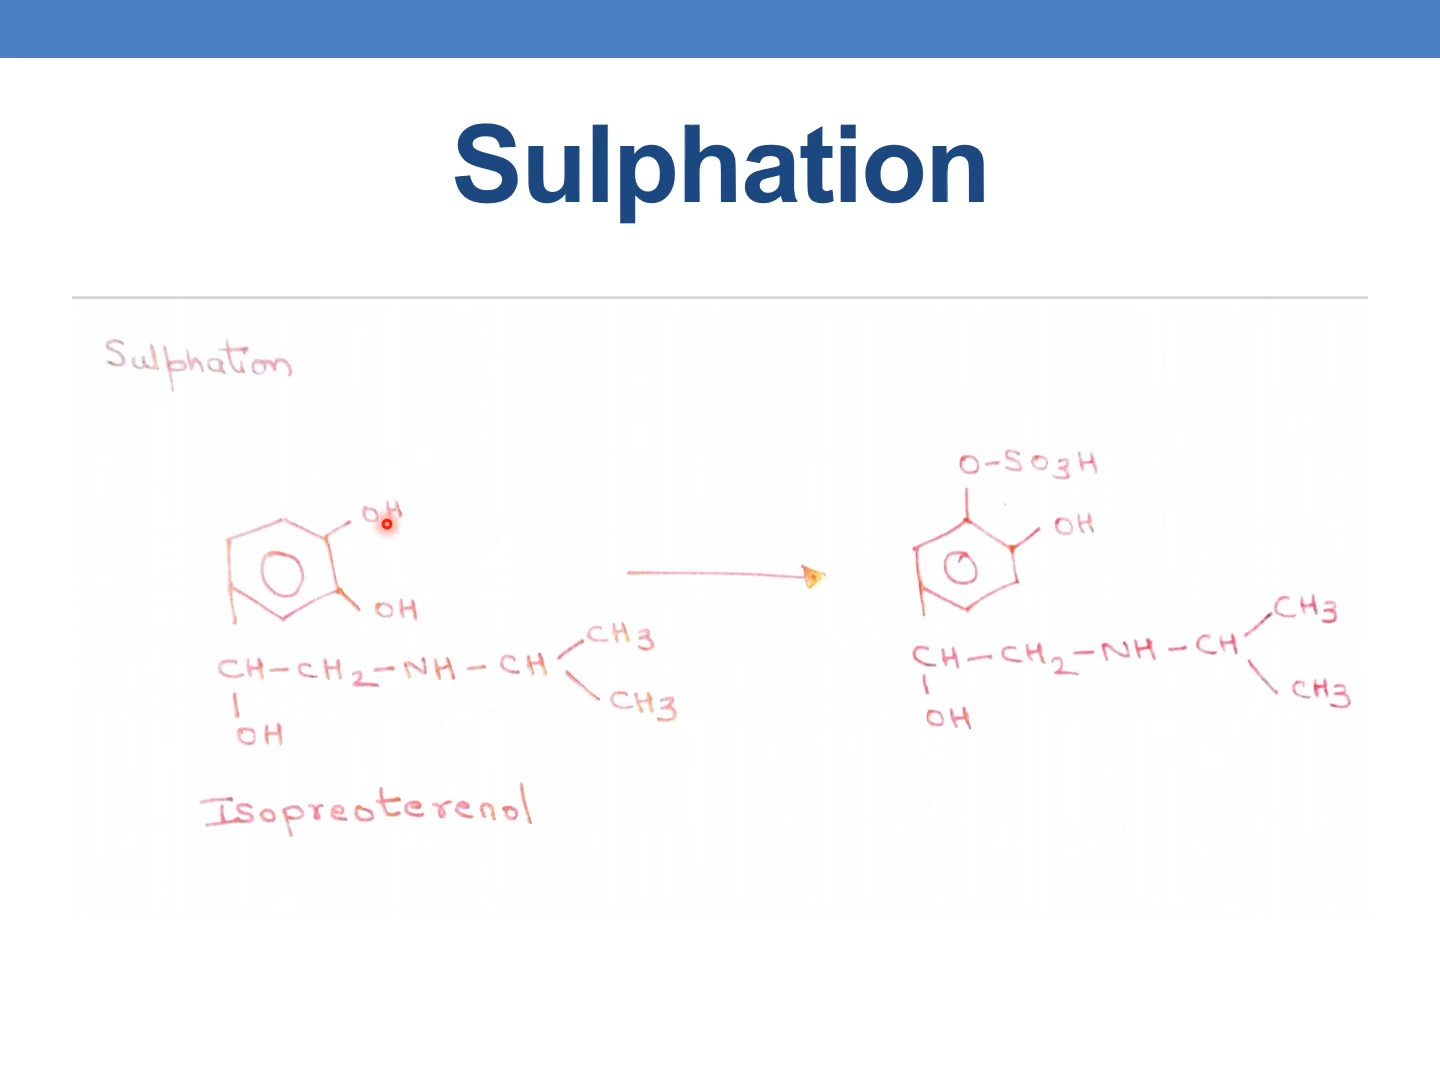 Sulphation
Sulphation
O-SO3H
OH
OH
OH
CH3
CH3
CH-CH2-NH-CH
CH-CH2-NH-CH
CH3
CH3
OH
OH
Isopreoterenol